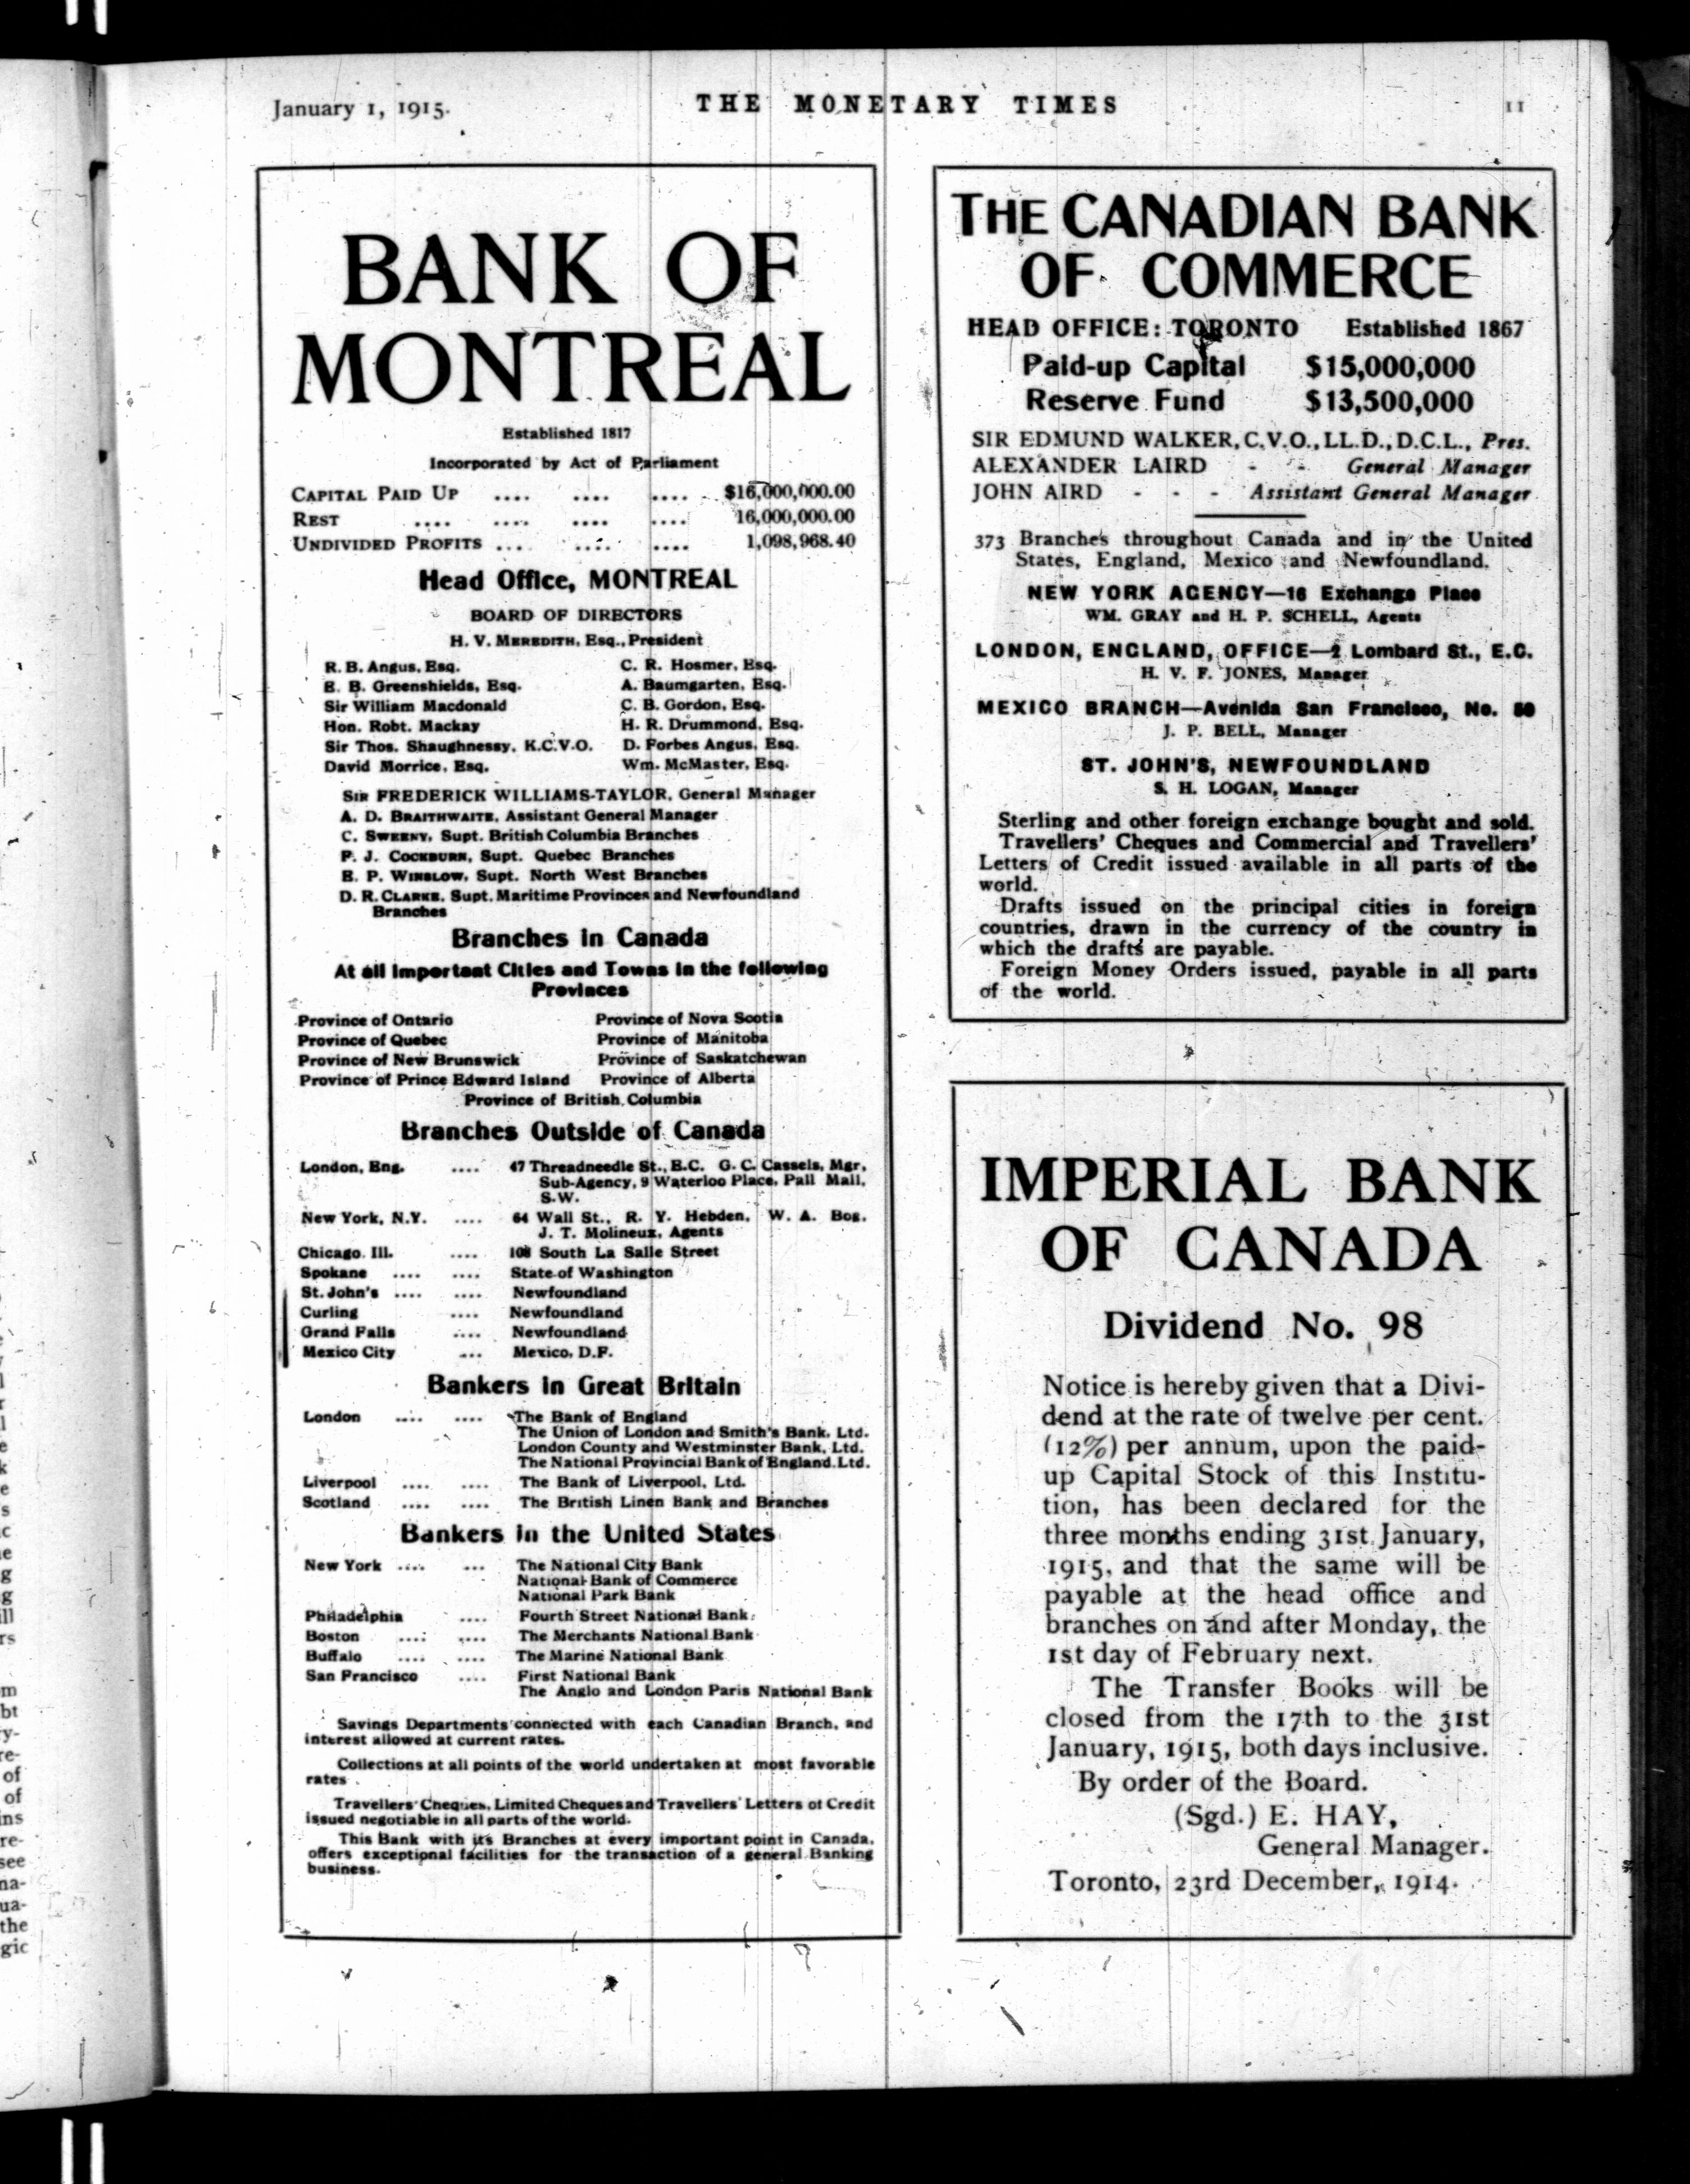 January 1, 1915.
THE MONETARY TIMES
11
BANK OF
MONTREAL
Established 1817
Incorporated by Act of Parliament
CAPITAL PAID UP .... .... .... $16,000,000.00
REST .... .... .... .... 16,000,000.00
UNDIVIDED PROFITS ... .... .... 1,098,968.40
Head Office, MONTREAL
BOARD OF DIRECTORS
H. V. MEREDITH, Esq., President
R. B. Angus, Esq. C. R. Hosmer, Esq.
E. B. Greenshields, Esq. A. Baumgarten, Esq.
Sir William Macdonald C. B. Gordon, Esq.
Hon. Robt. Mackay H. R. Drummond, Esq.
Sir Thos. Shaughnessy, K.C.V.O. D. Forbes Angus, Esq.
David Morrice, Esq. Wm. McMaster, Esq.
SIR FREDERICK WILLIAMS-TAYLOR, General Manager
A. D. BRAITHWAITE, Assistant General Manager
C. SWEENY, Supt. British Columbia Branches
F. J. COCKBURN, Supt. Quebec Branches
E. P. WINSLOW, Supt. North West Branches
D. R. CLARKE, Supt. Maritime Provinces and Newfoundland
Branches
Branches in Canada
At all Important Cities and Towns in the following
Provinces
Province of Ontario Province of Nova Scotia
Province of Quebec Province of Manitoba
Province of New Brunswick Province of Saskatchewan
Province of Prince Edward Island Province of Alberta
Province of British Columbia
Branches Outside of Canada
London, Eng. .... 47 Threadneedle St., E.C. G. C. Cassels, Mgr.
Sub-Agency, 9 Waterloo Place, Pall Mall,
S.W.
New York, N.Y. .... 64 Wall St., R. Y. Hebden, W. A. Bog,
J. T. Molineux, Agents
Chicago, Ill. .... 108 South La Salle Street
Spokane .... .... State of Washington
St. John's .... .... Newfoundland
Curling .... Newfoundland
Grand Falls .... Newfoundland
Mexico City ... Mexico, D.F.
Bankers in Great Britain
London .... .... The Bank of England
The Union of London and Smith's Bank, Ltd.
London County and Westminster Bank, Ltd.
The National Provincial Bank of England, Ltd.
Liverpool .... .... The Bank of Liverpool, Ltd.
Scotland .... .... The British Linen Bank and Branches
Bankers in the United States
New York .... ... The National City Bank
National Bank of Commerce
National Park Bank
Philadelphia .... Fourth Street National Bank
Boston .... .... The Merchants National Bank
Buffalo .... .... The Marine National Bank
San Francisco .... First National Bank
The Anglo and London Paris National Bank
Savings Departments connected with each Canadian Branch, and
interest allowed at current rates.
Collections at all points of the world undertaken at most favorable
rates.
Travellers' Cheques, Limited Cheques and Travellers' Letters of Credit
issued negotiable in all parts of the world.
This Bank with its Branches at every important point in Canada,
offers exceptional facilities for the transaction of a general Banking
business.
THE CANADIAN BANK
OF COMMERCE
HEAD OFFICE: TORONTO Established 1867
Paid-up Capital $15,000,000
Reserve Fund $13,500,000
SIR EDMUND WALKER, C.V.O., LL.D., D.C.L., Pres.
ALEXANDER LAIRD - - General Manager
JOHN AIRD - - - Assistant General Manager
373 Branches throughout Canada and in the United
States, England, Mexico and Newfoundland.
NEW YORK AGENCY—16 Exchange Place
WM. GRAY and H. P. SCHELL, Agents
LONDON, ENGLAND, OFFICE—2 Lombard St., E.C.
H. V. F. JONES, Manager
MEXICO BRANCH—Avenida San Francisco, No. 50
J. P. BELL, Manager
ST. JOHN'S, NEWFOUNDLAND
S. H. LOGAN, Manager
Sterling and other foreign exchange bought and sold.
Travellers' Cheques and Commercial and Travellers'
Letters of Credit issued available in all parts of the
world.
Drafts issued on the principal cities in foreign
countries, drawn in the currency of the country in
which the drafts are payable.
Foreign Money Orders issued, payable in all parts
of the world.
IMPERIAL BANK
OF CANADA
Dividend No. 98
Notice is hereby given that a Divi-
dend at the rate of twelve per cent.
(12%) per annum, upon the paid-
up Capital Stock of this Institu-
tion, has been declared for the
three months ending 31st January,
1915, and that the same will be
payable at the head office and
branches on and after Monday, the
1st day of February next.
The Transfer Books will be
closed from the 17th to the 31st
January, 1915, both days inclusive.
By order of the Board.
(Sgd.) E. HAY,
General Manager.
Toronto, 23rd December, 1914.